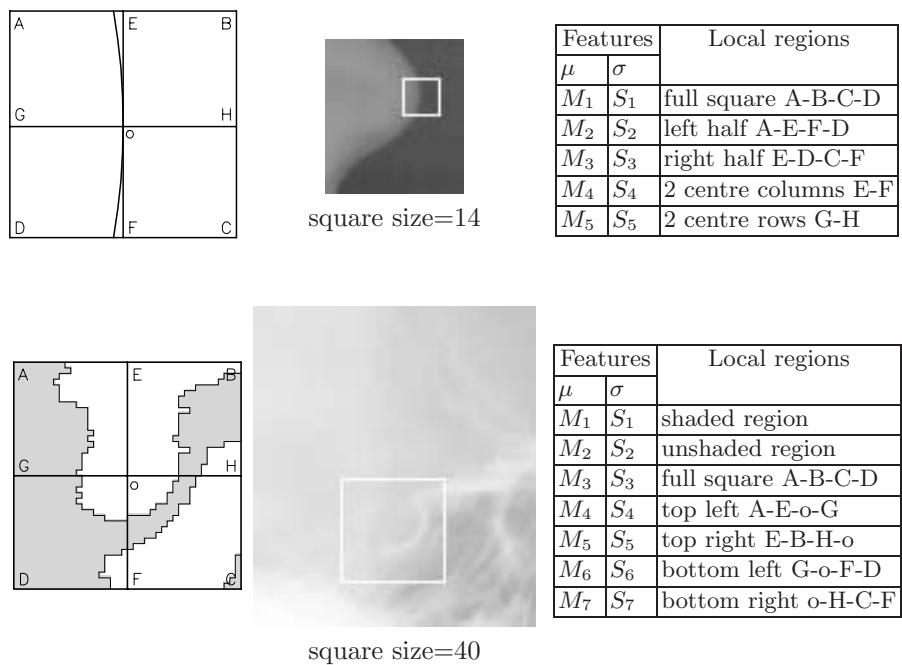 A E B
G H
O
D F C
square size=14
Features Local regions
μ σ
M1 S1 full square A-B-C-D
M2 S2 left half A-E-F-D
M3 S3 right half E-D-C-F
M4 S4 2 centre columns E-F
M5 S5 2 centre rows G-H
A E B
G H
O
D F C
square size=40
Features Local regions
μ σ
M1 S1 shaded region
M2 S2 unshaded region
M3 S3 full square A-B-C-D
M4 S4 top left A-E-o-G
M5 S5 top right E-B-H-o
M6 S6 bottom left G-o-F-D
M7 S7 bottom right o-H-C-F